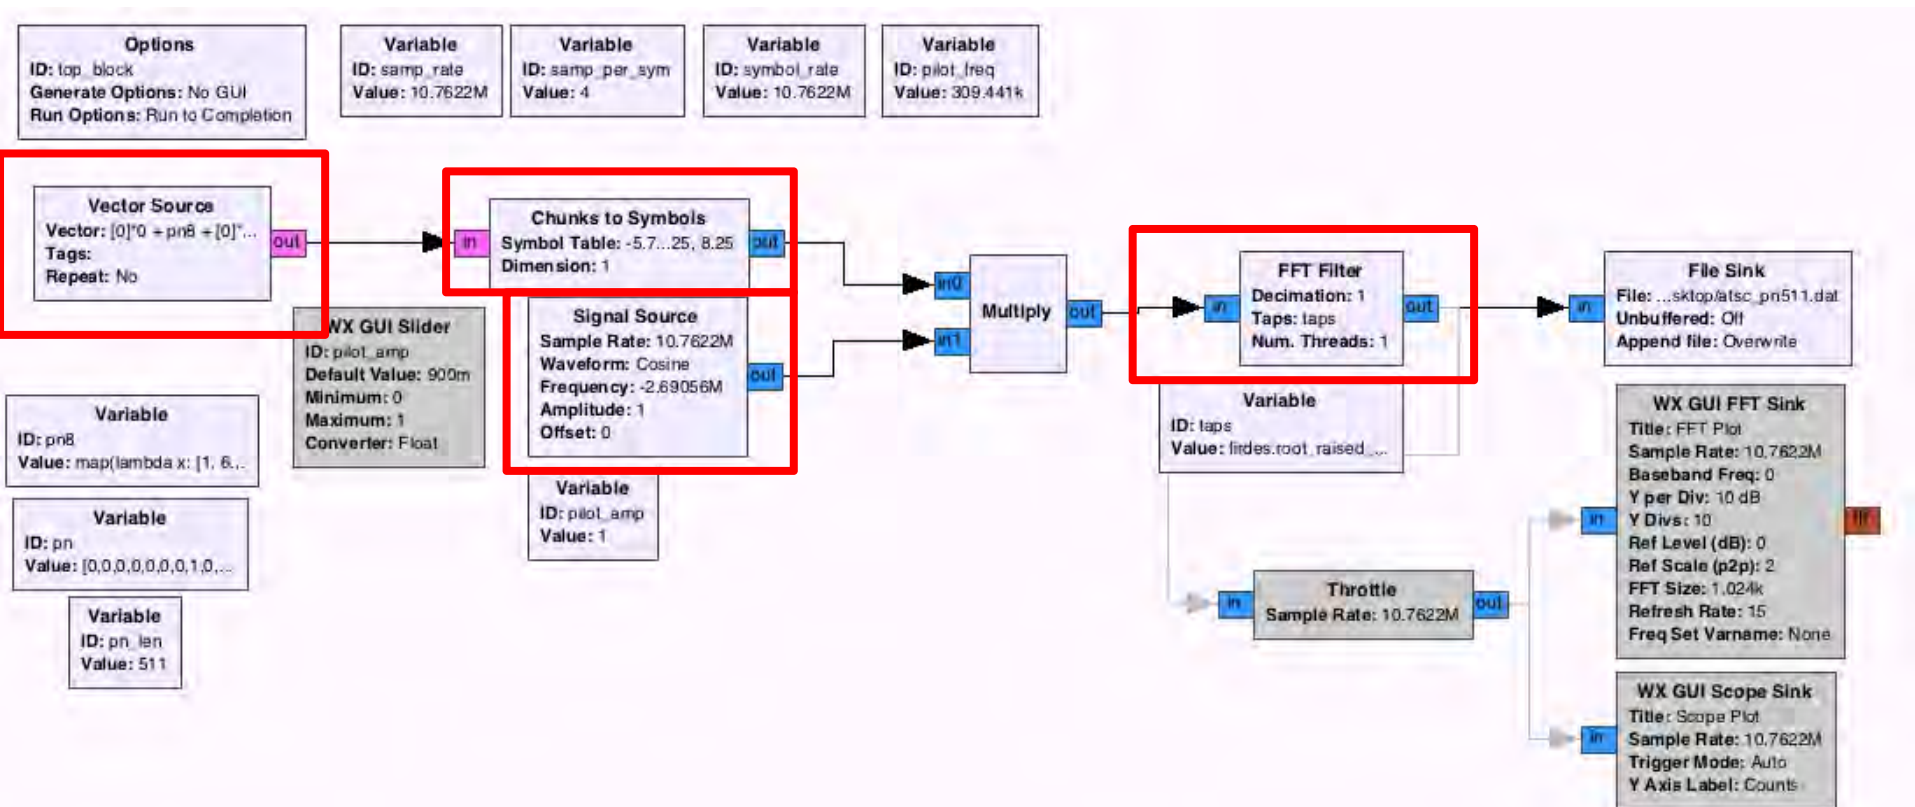 Options
ID: top_block
Generate Options: No GUI
Run Options: Run to Completion
Variable
ID: samp_rate
Value: 10.7622M
Variable
ID: samp_per_sym
Value: 4
Variable
ID: symbol_rate
Value: 10.7622M
Variable
ID: pilot_freq
Value: 309.441k
Vector Source
Vector: [0]*0 + pn8 + [0]*...
Tags:
Repeat: No
out
in
Chunks to Symbols
Symbol Table: -5.7...25, 8.25
Dimension: 1
out
WX GUI Slider
ID: pilot_amp
Default Value: 900m
Minimum: 0
Maximum: 1
Converter: Float
Signal Source
Sample Rate: 10.7622M
Waveform: Cosine
Frequency: -2.69056M
Amplitude: 1
Offset: 0
out
in0
in1
Multiply
out
in
FFT Filter
Decimation: 1
Taps: taps
Num. Threads: 1
out
in
File Sink
File: ...sktop/atsc_pn511.dat
Unbuffered: Off
Append file: Overwrite
Variable
ID: pn8
Value: map(lambda x: [1, 6...
Variable
ID: pn
Value: [0,0,0,0,0,0,0,1,0,...
Variable
ID: pn_len
Value: 511
Variable
ID: pilot_amp
Value: 1
Variable
ID: taps
Value: firdes.root_raised_...
in
Throttle
Sample Rate: 10.7622M
out
in
WX GUI FFT Sink
Title: FFT Plot
Sample Rate: 10.7622M
Baseband Freq: 0
Y per Div: 10 dB
Y Divs: 10
Ref Level (dB): 0
Ref Scale (p2p): 2
FFT Size: 1.024k
Refresh Rate: 15
Freq Set Varname: None
in
WX GUI Scope Sink
Title: Scope Plot
Sample Rate: 10.7622M
Trigger Mode: Auto
Y Axis Label: Counts